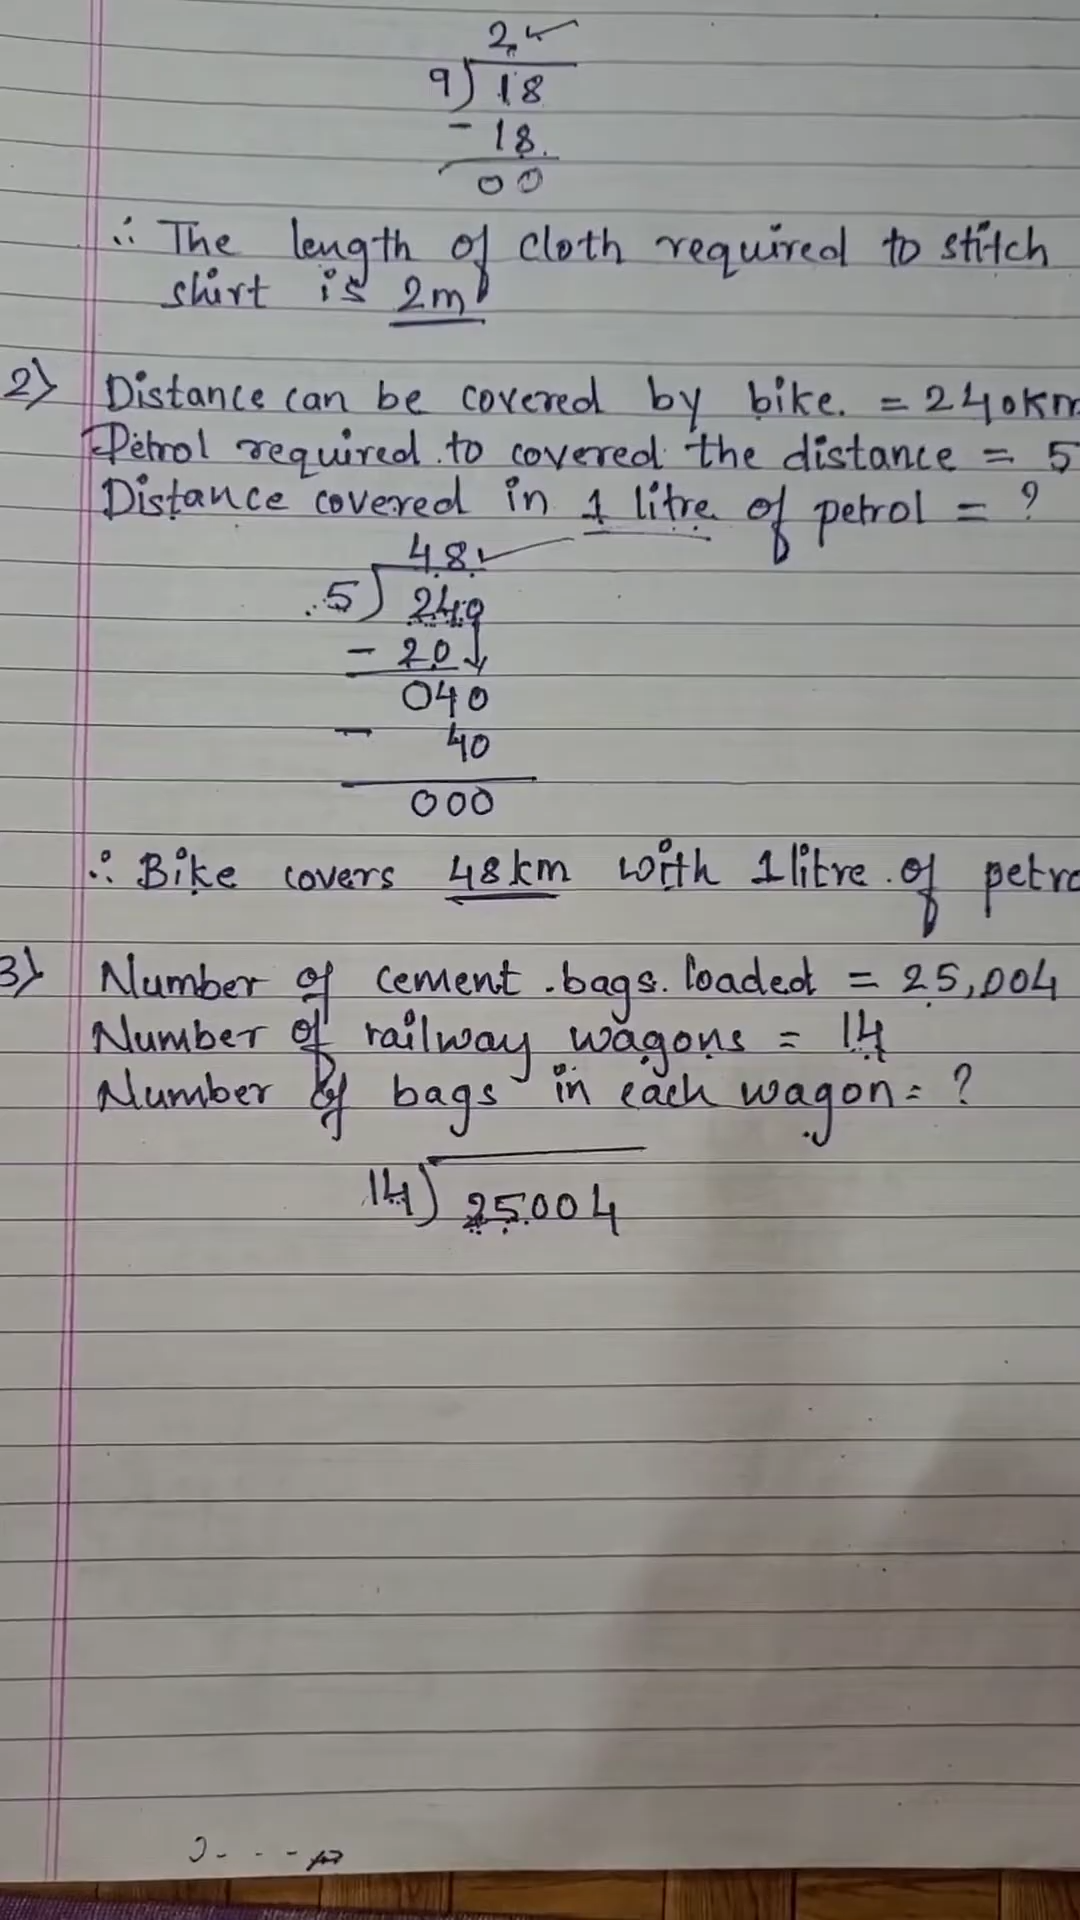 2
9)18
- 18
00
∴ The length of cloth required to stitch
shirt is 2m
2) Distance can be covered by bike. = 240km
Petrol required to covered the distance = 5
Distance covered in 1 litre of petrol = ?
48
5)240
- 20
040
- 40
000
∴ Bike covers 48km with 1 litre of
3) Number of cement bags loaded = 25,004
Number of railway wagons = 14
Number of bags in each wagon = ?
14)25004